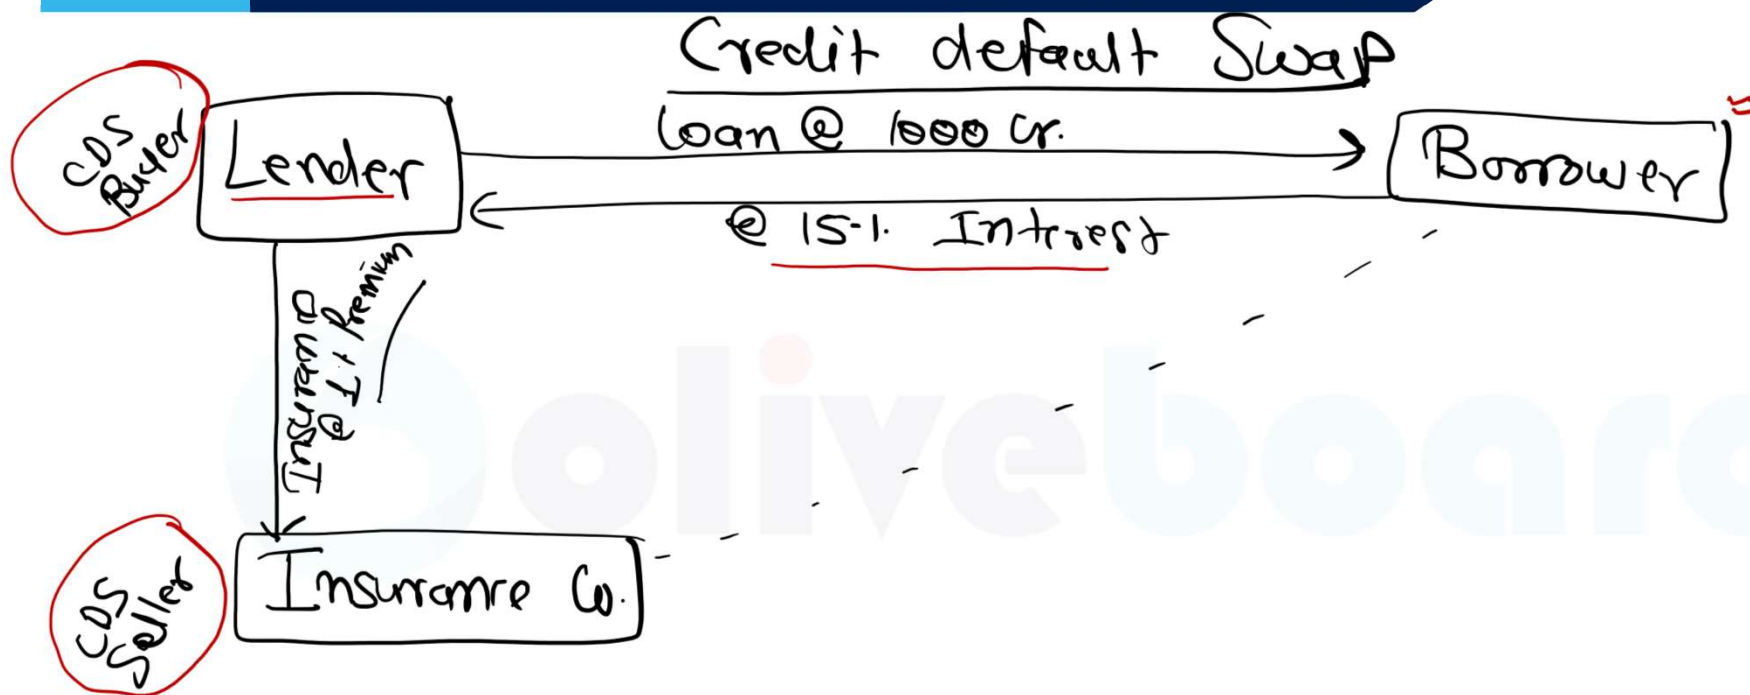 Credit default Swap
CDS
Buyer
Lender
loan @ 1000 cr.
Borrower
@ 15%. Interest
Insurance
@ 1%
Premium
CDS
Seller
Insurance Co.
oliveboard